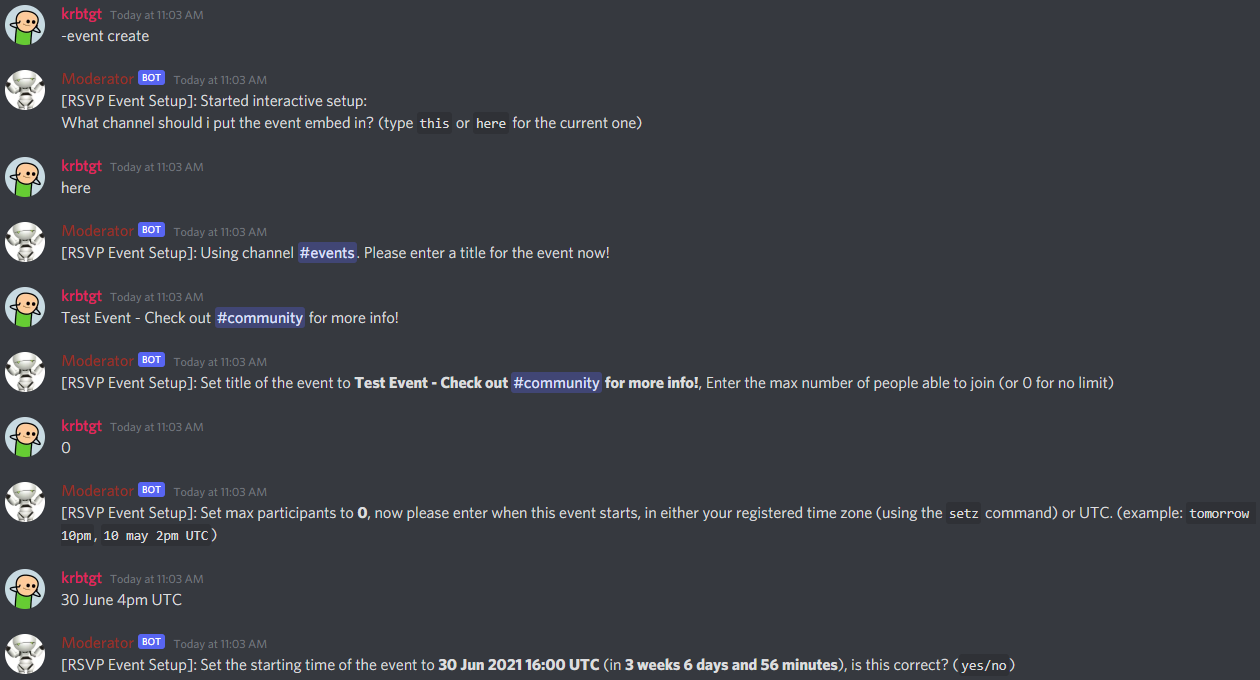 krbtgt Today at 11:03 AM
-event create
Moderator BOT Today at 11:03 AM
[RSVP Event Setup]: Started interactive setup:
What channel should i put the event embed in? (type this or here for the current one)
krbtgt Today at 11:03 AM
here
Moderator BOT Today at 11:03 AM
[RSVP Event Setup]: Using channel #events. Please enter a title for the event now!
krbtgt Today at 11:03 AM
Test Event - Check out #community for more info!
Moderator BOT Today at 11:03 AM
[RSVP Event Setup]: Set title of the event to Test Event - Check out #community for more info!, Enter the max number of people able to join (or 0 for no limit)
krbtgt Today at 11:03 AM
0
Moderator BOT Today at 11:03 AM
[RSVP Event Setup]: Set max participants to 0, now please enter when this event starts, in either your registered time zone (using the setz command) or UTC. (example: tomorrow
10pm, 10 may 2pm UTC)
krbtgt Today at 11:03 AM
30 June 4pm UTC
Moderator BOT Today at 11:03 AM
[RSVP Event Setup]: Set the starting time of the event to 30 Jun 2021 16:00 UTC (in 3 weeks 6 days and 56 minutes), is this correct? (yes/no)